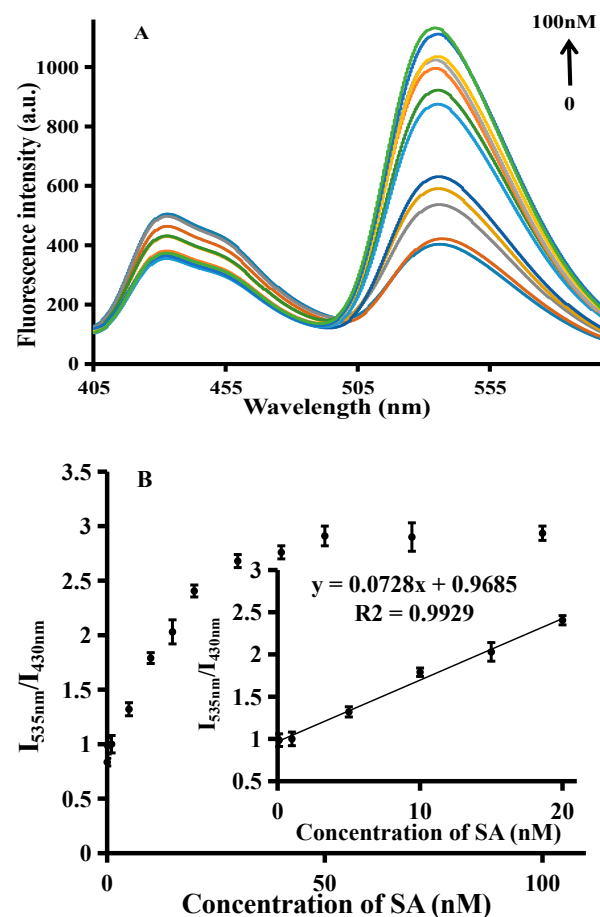 A
100nM
0
Fluorescence intensity (a.u.)
1000
800
600
400
200
0
405
455
505
555
Wavelength (nm)
B
I535nm/I430nm
3.5
3
2.5
2
1.5
1
0.5
0
0
50
100
Concentration of SA (nM)
y = 0.0728x + 0.9685
R2 = 0.9929
I535nm/I430nm
3
2.5
2
1.5
1
0.5
0
10
20
Concentration of SA (nM)